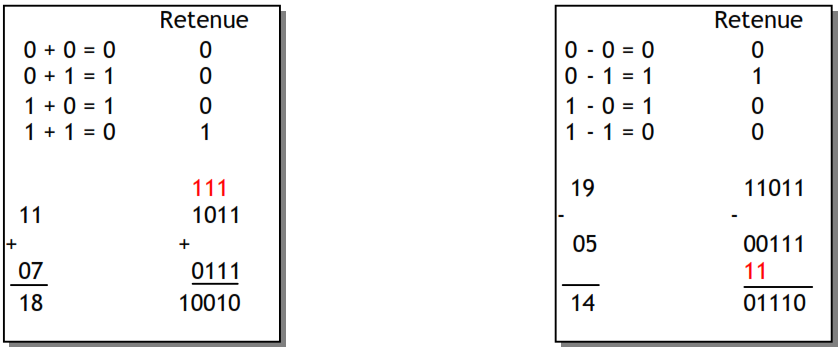 Retenue
0 + 0 = 0 0
0 + 1 = 1 0
1 + 0 = 1 0
1 + 1 = 0 1
111
11 1011
+ +
07 0111
18 10010
Retenue
0 - 0 = 0 0
0 - 1 = 1 1
1 - 0 = 1 0
1 - 1 = 0 0
19 11011
- -
05 00111
11
14 01110